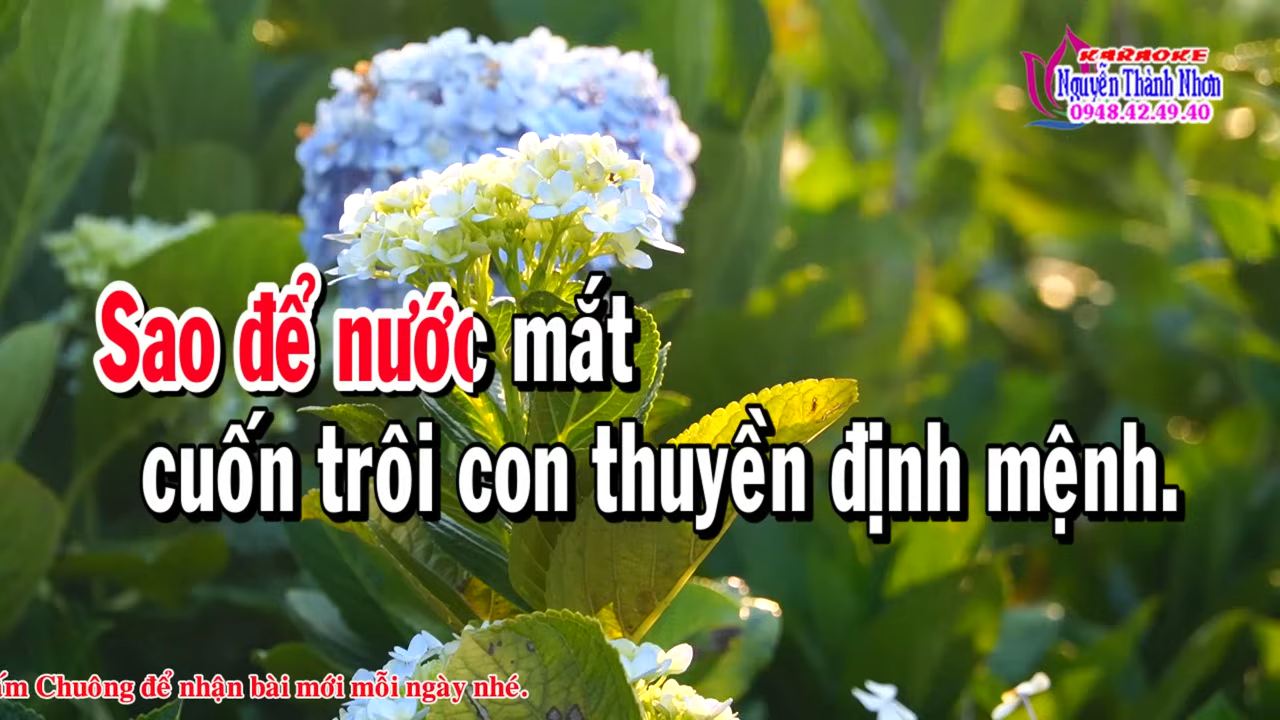 KARAOKE
Nguyễn Thành Nhơn
0948.42.49.40
Sao để nước mắt
cuốn trôi con thuyền định mệnh.
Chuông để nhận bài mới mỗi ngày nhé.